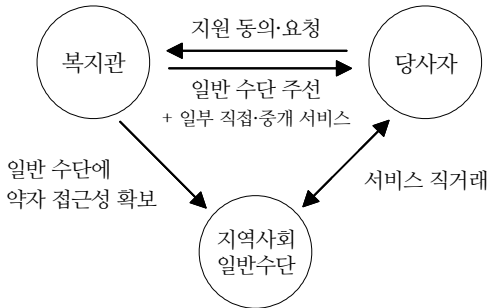 지원 동의·요청
복지관
당사자
일반 수단 주선
+ 일부 직접·중개 서비스
일반 수단에
약자 접근성 확보
서비스 직거래
지역사회
일반수단